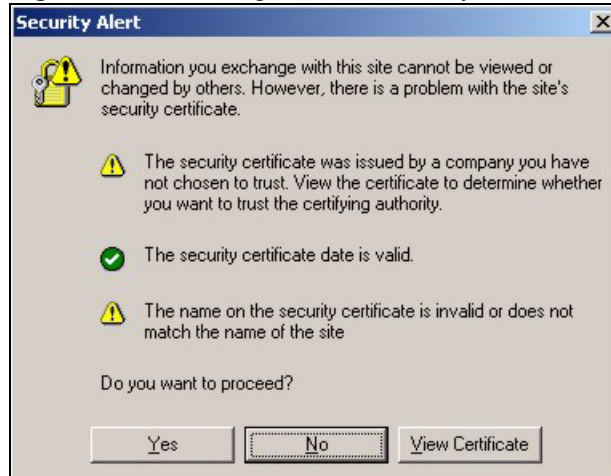 Security Alert
Information you exchange with this site cannot be viewed or
changed by others. However, there is a problem with the site's
security certificate.
The security certificate was issued by a company you have
not chosen to trust. View the certificate to determine whether
you want to trust the certifying authority.
The security certificate date is valid.
The name on the security certificate is invalid or does not
match the name of the site
Do you want to proceed?
Yes No View Certificate